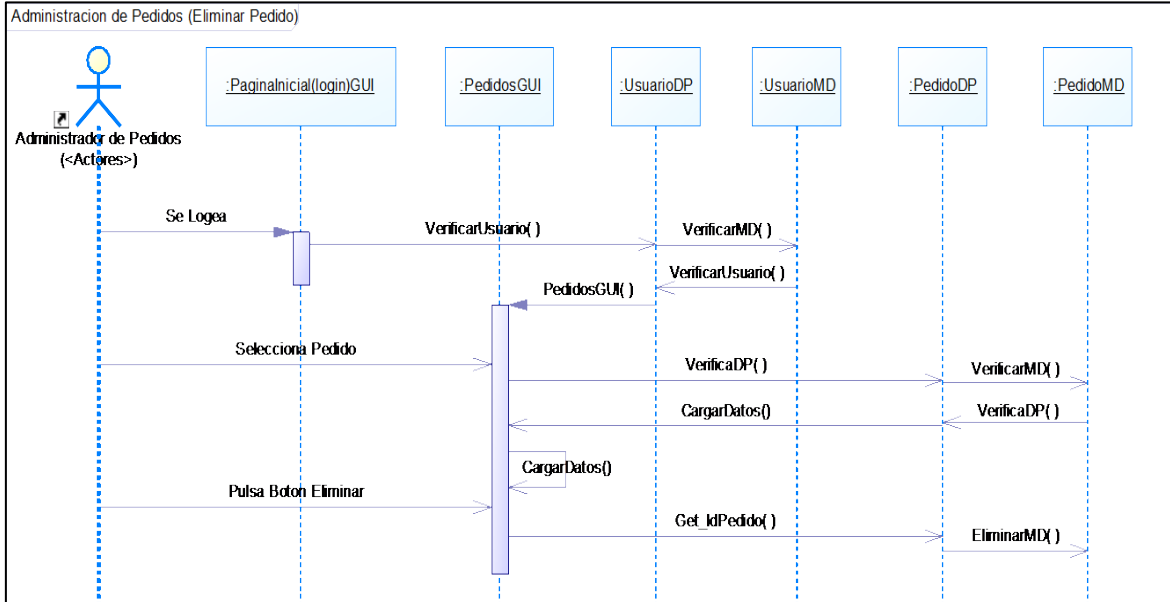 Administracion de Pedidos (Eliminar Pedido)
:PaginaInicial(login)GUI
:PedidosGUI
:UsuarioDP
:UsuarioMD
:PedidoDP
:PedidoMD
Administrador de Pedidos
(<Actores>)
Se Logea
VerificarUsuario( )
VerificarMD( )
VerificarUsuario( )
PedidosGUI( )
Selecciona Pedido
VerificaDP( )
VerificarMD( )
CargarDatos()
VerificaDP( )
CargarDatos()
Pulsa Boton Eliminar
Get_IdPedido( )
EliminarMD( )